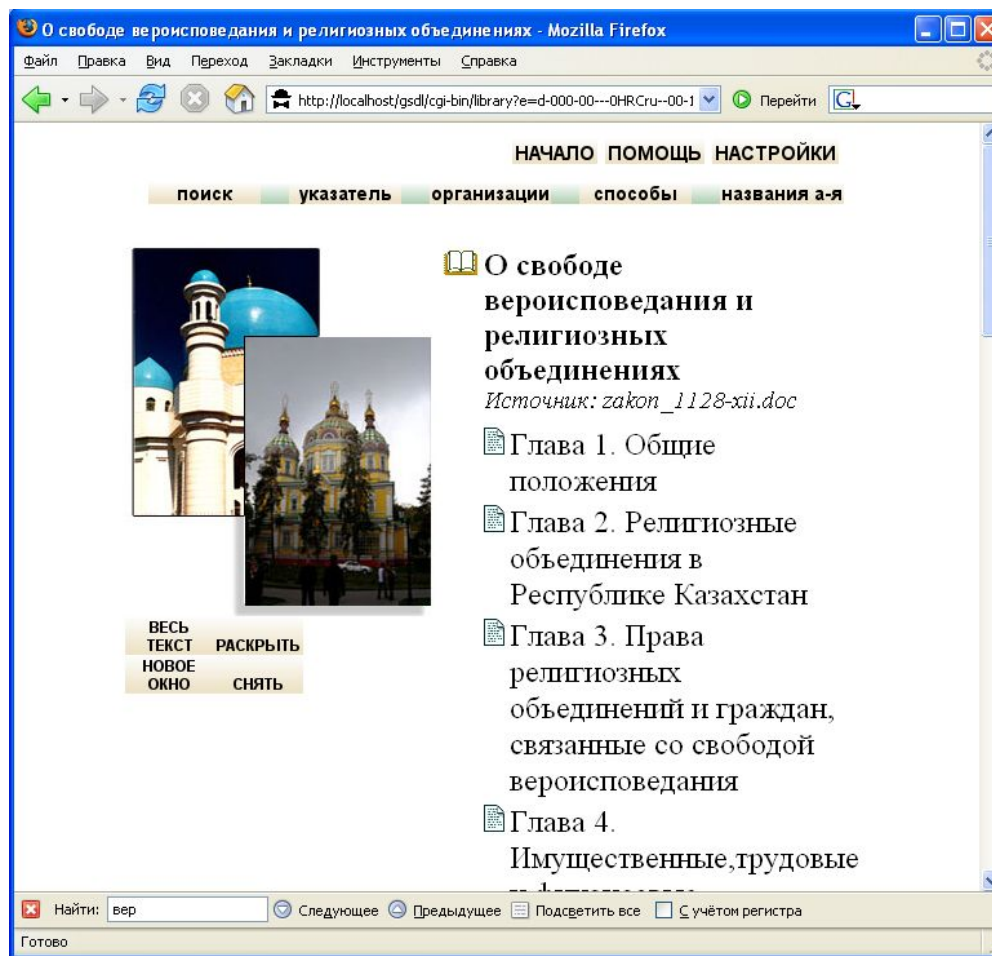 О свободе вероисповедания и религиозных объединениях - Mozilla Firefox
Файл Правка Вид Переход Закладки Инструменты Справка
http://localhost/gsdl/cgi-bin/library?e=d-000-00---0HRCru--00-1 Перейти
НАЧАЛО ПОМОЩЬ НАСТРОЙКИ
поиск указатель организации способы названия а-я
О свободе
вероисповедания и
религиозных
объединениях
Источник: zakon_1128-xii.doc
Глава 1. Общие
положения
Глава 2. Религиозные
объединения в
Республике Казахстан
Глава 3. Права
религиозных
объединений и граждан,
связанные со свободой
вероисповедания
Глава 4.
Имущественные,трудовые
ВЕСЬ
ТЕКСТ РАСКРЫТЬ
НОВОЕ
ОКНО СНЯТЬ
Найти: вер Следующее Предыдущее Подсветить все С учётом регистра
Готово